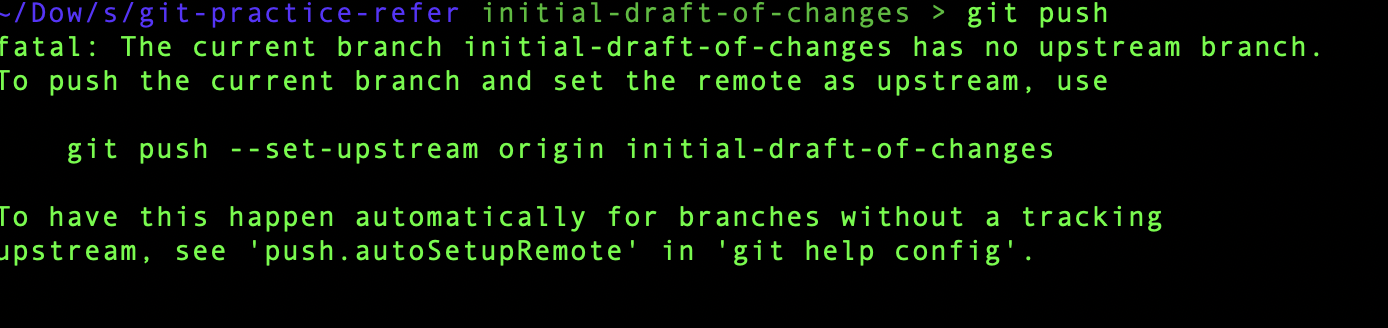 ~/Dow/s/git-practice-refer initial-draft-of-changes > git push
fatal: The current branch initial-draft-of-changes has no upstream branch.
To push the current branch and set the remote as upstream, use
git push --set-upstream origin initial-draft-of-changes
To have this happen automatically for branches without a tracking
upstream, see 'push.autoSetupRemote' in 'git help config'.